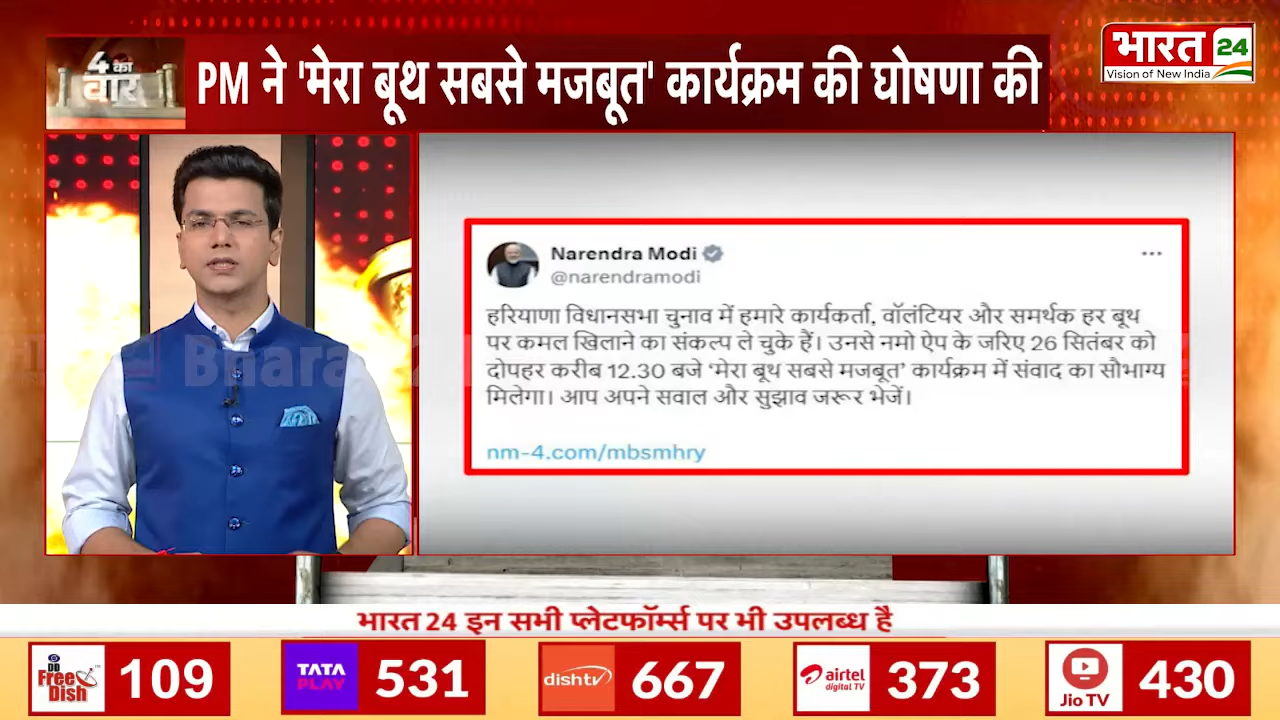 4 का
वार
PM ने 'मेरा बूथ सबसे मजबूत' कार्यक्रम की घोषणा की
भारत 24
Vision of New India
Narendra Modi
@narendramodi
हरियाणा विधानसभा चुनाव में हमारे कार्यकर्ता, वॉलंटियर और समर्थक हर बूथ
पर कमल खिलाने का संकल्प ले चुके हैं। उनसे नमो ऐप के जरिए 26 सितंबर को
दोपहर करीब 12.30 बजे ‘मेरा बूथ सबसे मजबूत’ कार्यक्रम में संवाद का सौभाग्य
मिलेगा। आप अपने सवाल और सुझाव जरूर भेजें।
nm-4.com/mbsmhry
भारत 24 इन सभी प्लेटफॉर्म्स पर भी उपलब्ध है
DD Free Dish 109
TATA PLAY 531
dishtv 667
airtel digital TV 373
Jio TV 430